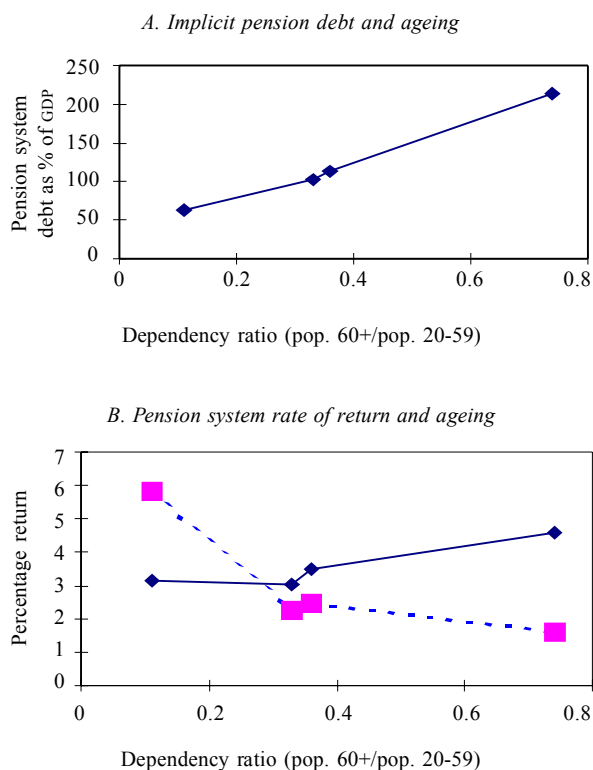 A. Implicit pension debt and ageing
Pension system
debt as % of GDP
250
200
150
100
50
0
0 0.2 0.4 0.6 0.8
Dependency ratio (pop. 60+/pop. 20-59)
B. Pension system rate of return and ageing
Percentage return
7
6
5
4
3
2
1
0
0 0.2 0.4 0.6 0.8
Dependency ratio (pop. 60+/pop. 20-59)